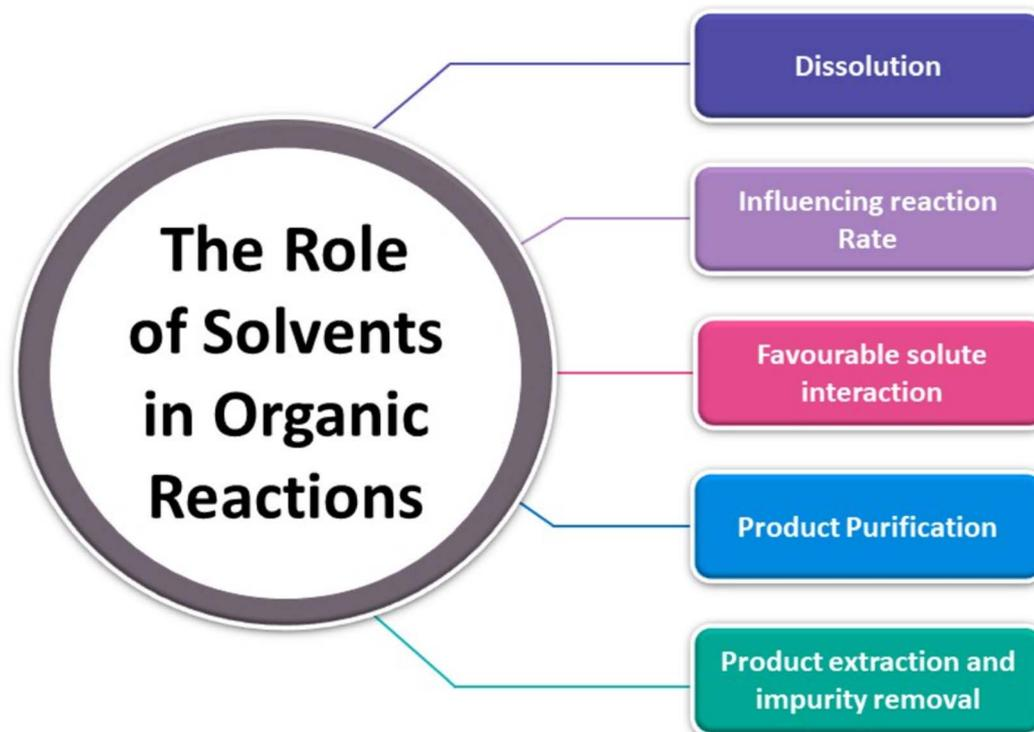 The Role
of Solvents
in Organic
Reactions
Dissolution
Influencing reaction
Rate
Favourable solute
interaction
Product Purification
Product extraction and
impurity removal